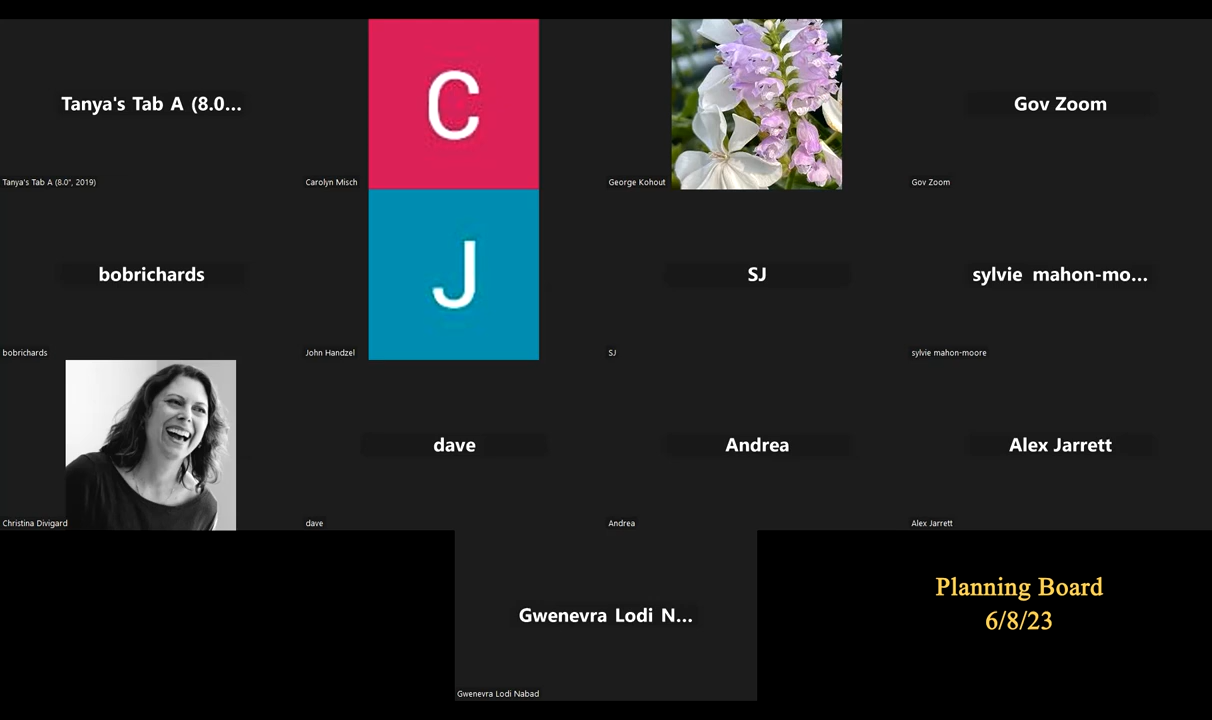 Tanya's Tab A (8.0...
C
Gov Zoom
Tanya's Tab A (8.0", 2019)
Carolyn Misch
George Kohout
Gov Zoom
bobrichards
J
SJ
sylvie mahon-mo...
bobrichards
John Handzel
SJ
sylvie mahon-moore
dave
Andrea
Alex Jarrett
Christina Divigard
dave
Andrea
Alex Jarrett
Planning Board
6/8/23
Gwenevra Lodi N...
Gwenevra Lodi Nabad